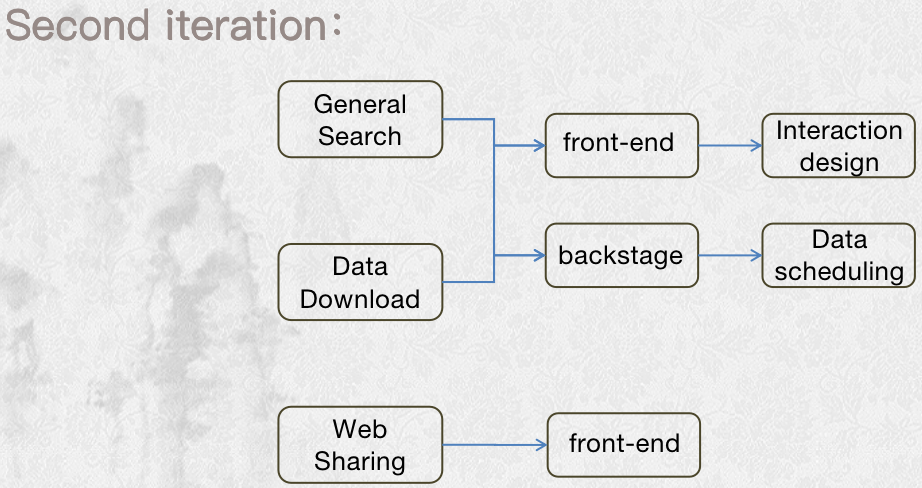 Second iteration：
General
Search
front-end
Interaction
design
Data
Download
backstage
Data
scheduling
Web
Sharing
front-end